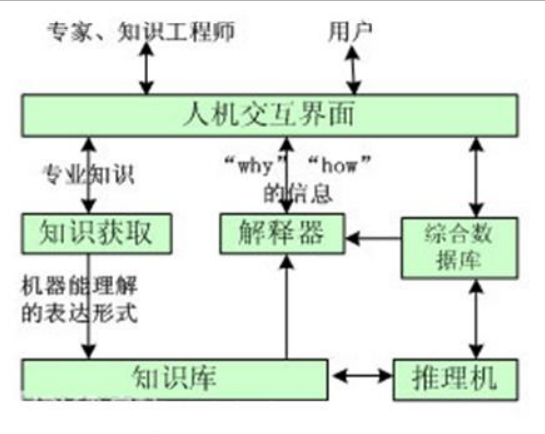 专家、知识工程师
用户
人机交互界面
专业知识
“why”“how”
的信息
知识获取
解释器
综合数
据库
机器能理解
的表达形式
知识库
推理机